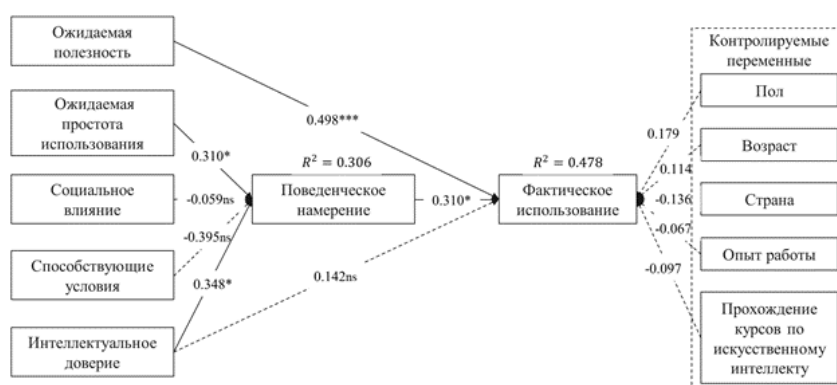 Ожидаемая
полезность
Ожидаемая
простота
использования
Социальное
влияние
Способствующие
условия
Интеллектуальное
доверие
0.498***
0.310*
-0.059ns
-0.395ns
0.348*
0.142ns
R² = 0.306
Поведенческое
намерение
0.310*
R² = 0.478
Фактическое
использование
0.179
0.114
-0.136
-0.067
-0.097
Контролируемые
переменные
Пол
Возраст
Страна
Опыт работы
Прохождение
курсов по
искусственному
интеллекту